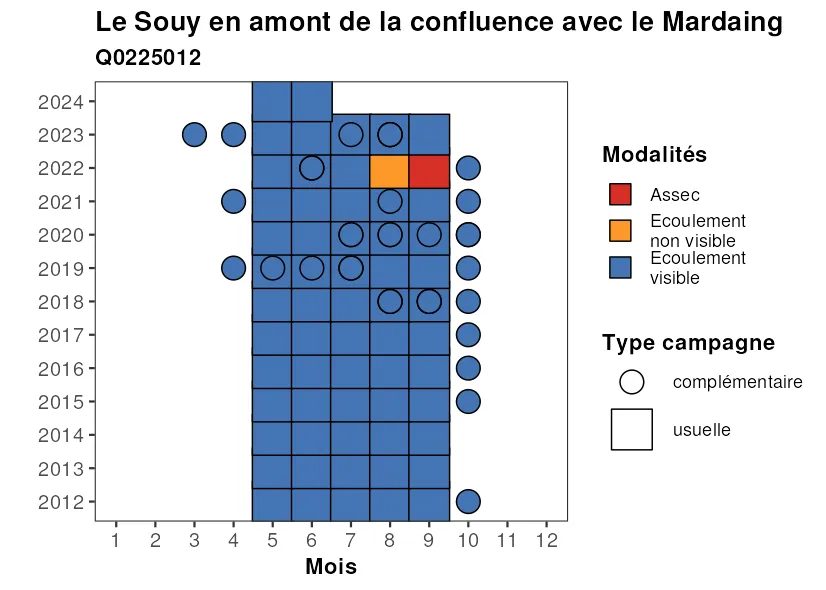 Le Souy en amont de la confluence avec le Mardaing
Q0225012
2024
2023
2022
2021
2020
2019
2018
2017
2016
2015
2014
2013
2012
1 2 3 4 5 6 7 8 9 10 11 12
Mois
Modalités
Assec
Ecoulement
non visible
Ecoulement
visible
Type campagne
complémentaire
usuelle